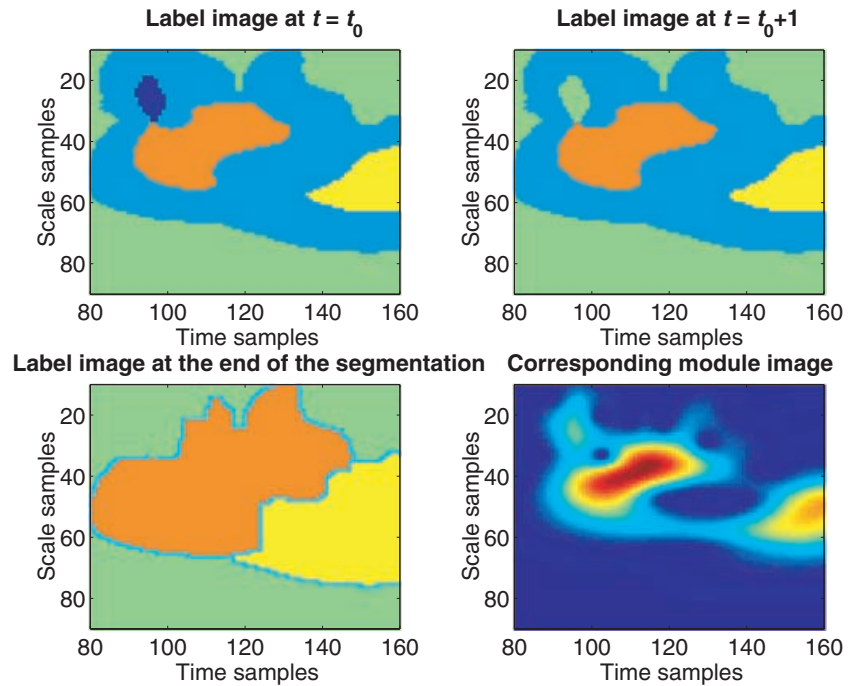 Label image at t = t0
Label image at t = t0+1
Scale samples
20
40
60
80
80 100 120 140 160
Time samples
Scale samples
20
40
60
80
80 100 120 140 160
Time samples
Label image at the end of the segmentation
Corresponding module image
Scale samples
20
40
60
80
80 100 120 140 160
Time samples
Scale samples
20
40
60
80
80 100 120 140 160
Time samples